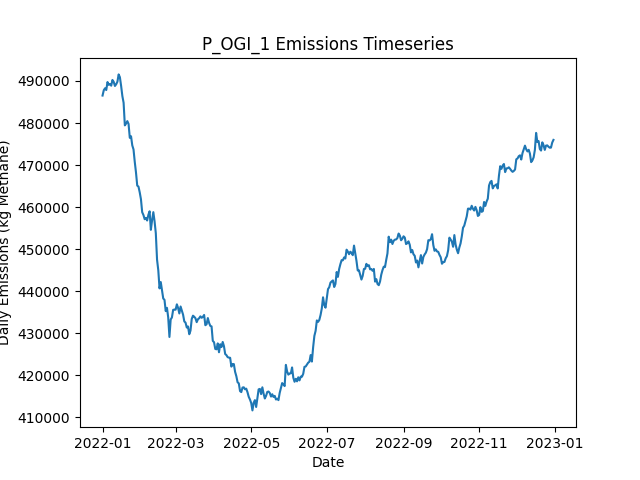 P_OGI_1 Emissions Timeseries
Daily Emissions (kg Methane)
490000
480000
470000
460000
450000
440000
430000
420000
410000
2022-01 2022-03 2022-05 2022-07 2022-09 2022-11 2023-01
Date